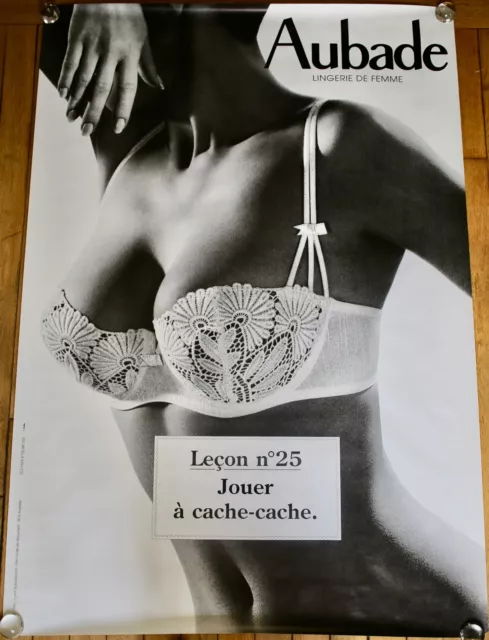 Aubade
LINGERIE DE FEMME
Leçon n°25
Jouer
à cache-cache.